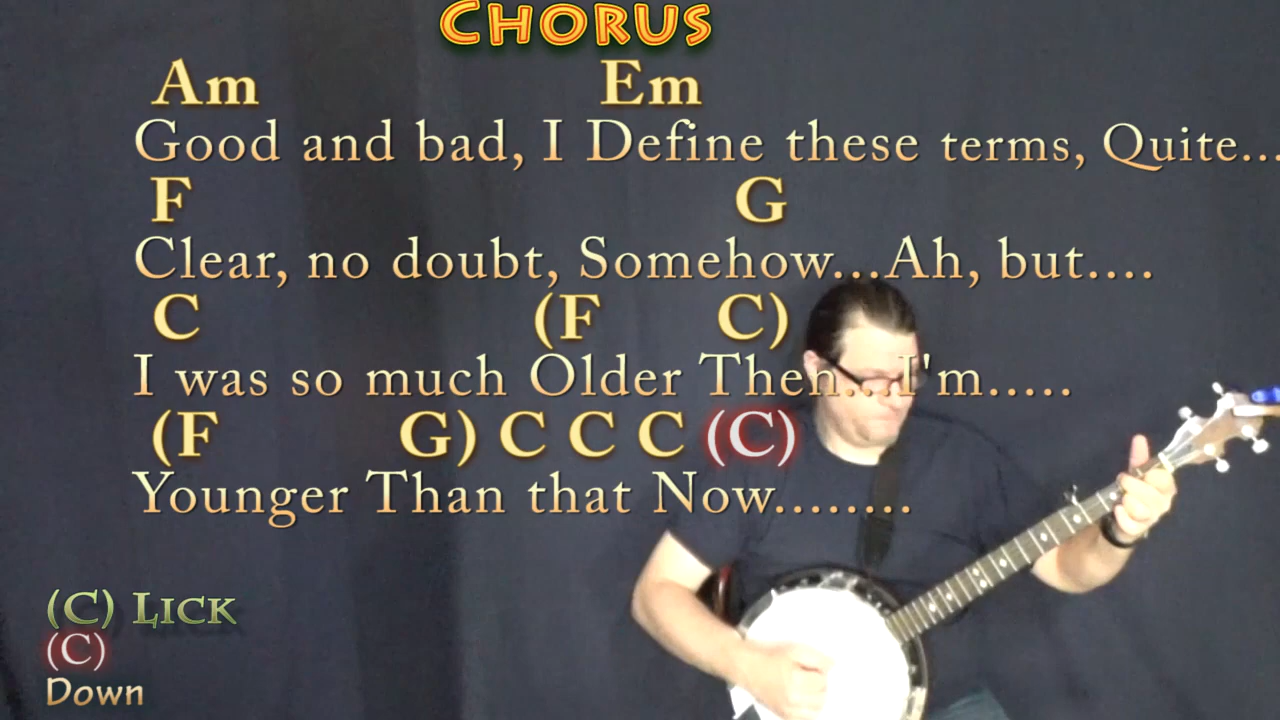 CHORUS
Am Em
Good and bad, I Define these terms, Quite...
F G
Clear, no doubt, Somehow...Ah, but....
C (F C)
I was so much Older Then...I'm.....
(F G) C C C (C)
Younger Than that Now........
(C) LICK
(C)
Down